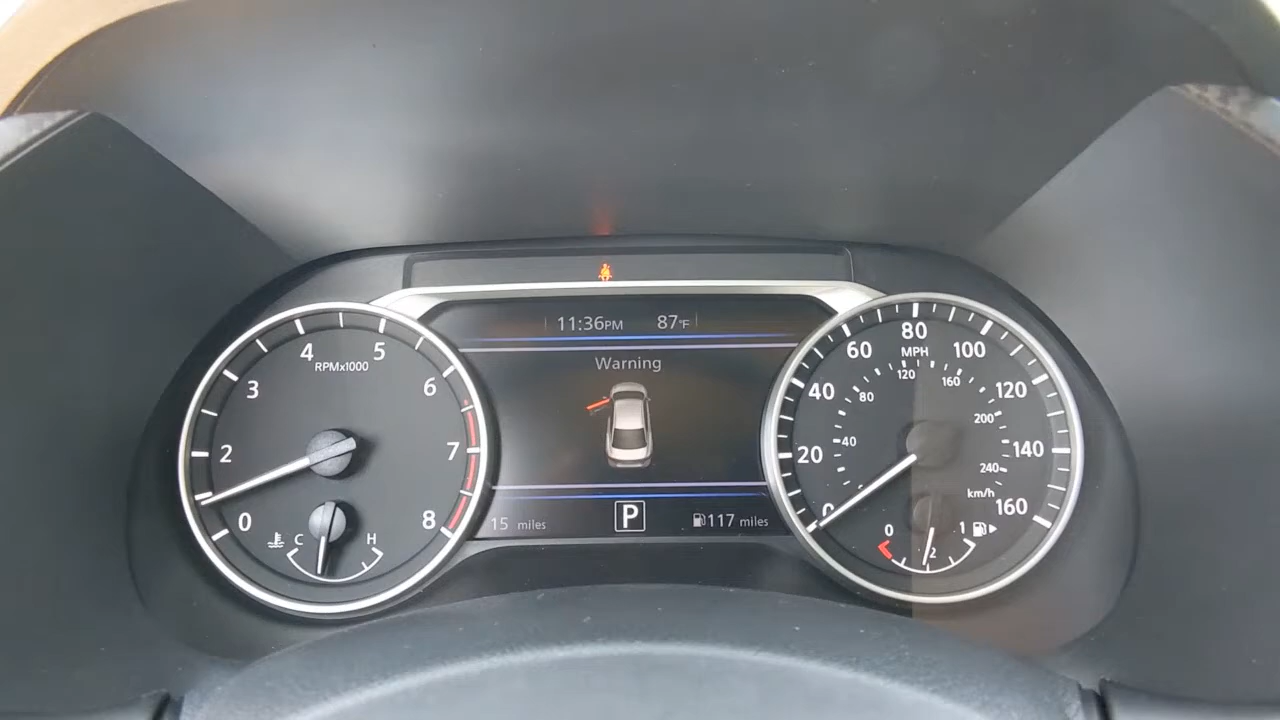 11:36PM 87°F
Warning
15 miles P 117 miles
0 2 3 4 5 6 7 8
RPMx1000
C H
0 20 40 60 80 100 120 140 160
MPH
40 80 120 160 200 240
km/h
0 1
2